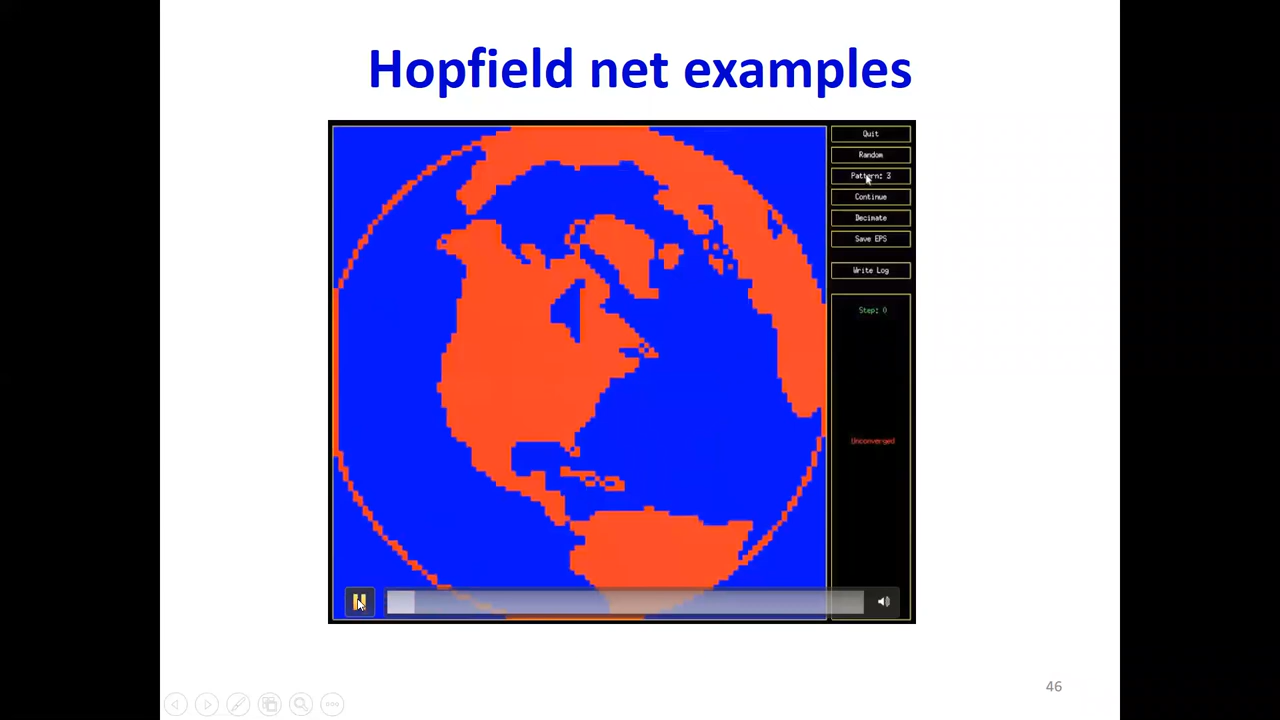 Hopfield net examples
Quit
Random
Pattern: 3
Continue
Decimate
Save EPS
Write Log
Step: 0
Unconverged
46